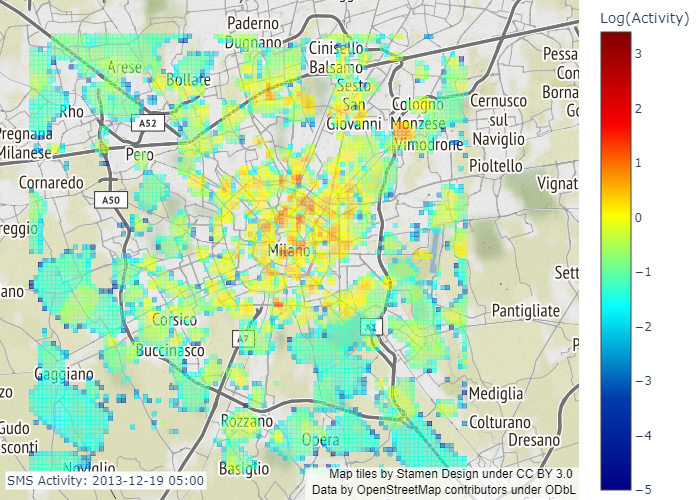 Log(Activity)
Paderno
Dugnano
Cinisello
Balsamo
Arese
Bollate
Sesto
San
Giovanni
Rho
A52
Cologno
Monzese
Cernusco
sul
Naviglio
Pessa
Con
Borna
Go
Pregnana
Milanese
Pero
Vimodrone
Pioltello
Cornaredo
A50
Vignat
reggio
Milano
Sett
ano
Pantigliate
Corsico
A7
A1
Buccinasco
P
Gaggiano
zo
Mediglia
Gudo
sconti
Rozzano
Opera
Colturano
Dresano
Noviglio
Basiglio
SMS Activity: 2013-12-19 05:00
Map tiles by Stamen Design under CC BY 3.0
Data by OpenStreetMap contributors under ODbL
3
2
1
0
−1
−2
−3
−4
−5